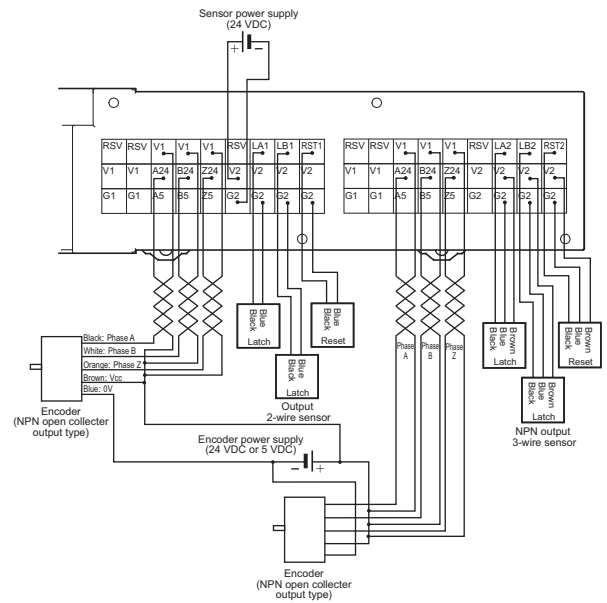 Sensor power supply
(24 VDC)
+ −
RSV RSV V1 V1 V1 RSV LA1 LB1 RST1
V1 V1 A24 B24 Z24 V2 V2 V2 V2
G1 G1 A5 B5 Z5 G2 G2 G2 G2
RSV RSV V1 V1 V1 RSV LA2 LB2 RST2
V1 V1 A24 B24 Z24 V2 V2 V2 V2
G1 G1 A5 B5 Z5 G2 G2 G2 G2
Black: Phase A
White: Phase B
Orange: Phase Z
Brown: Vcc
Blue: 0V
Encoder
(NPN open collecter
output type)
Blue
Black
Latch
Blue
Black
Latch
Output
2-wire sensor
Blue
Black
Reset
Phase
A
Phase
B
Phase
Z
Brown
Blue
Black
Latch
Brown
Blue
Black
Latch
NPN output
3-wire sensor
Brown
Blue
Black
Reset
Encoder power supply
(24 VDC or 5 VDC)
− +
Encoder
(NPN open collecter
output type)